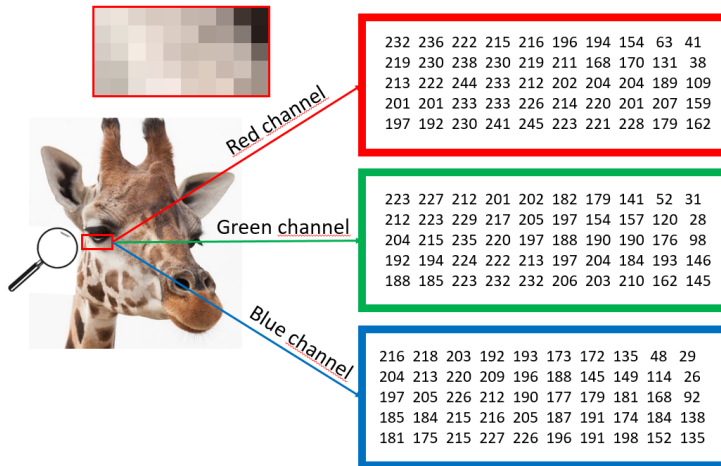 Red channel
232 236 222 215 216 196 194 154 63 41
219 230 238 230 219 211 168 170 131 38
213 222 244 233 212 202 204 204 189 109
201 201 233 233 226 214 220 201 207 159
197 192 230 241 245 223 221 228 179 162
Green channel
223 227 212 201 202 182 179 141 52 31
212 223 229 217 205 197 154 157 120 28
204 215 235 220 197 188 190 190 176 98
192 194 224 222 213 197 204 184 193 146
188 185 223 232 232 206 203 210 162 145
Blue channel
216 218 203 192 193 173 172 135 48 29
204 213 220 209 196 188 145 149 114 26
197 205 226 212 190 177 179 181 168 92
185 184 215 216 205 187 191 174 184 138
181 175 215 227 226 196 191 198 152 135